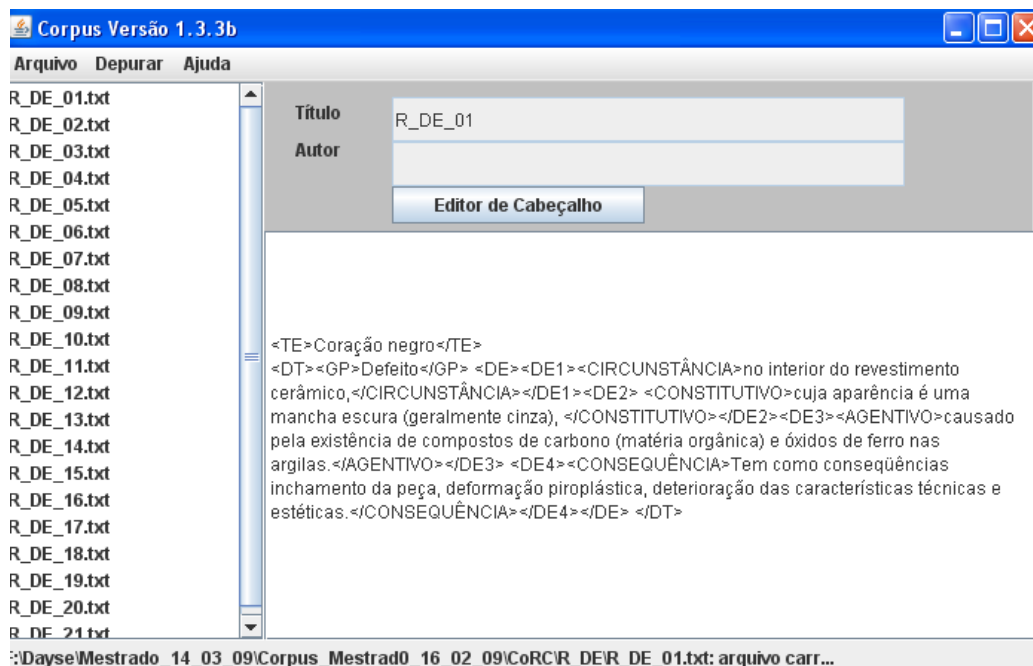 Corpus Versão 1.3.3b
Arquivo Depurar Ajuda
R_DE_01.txt
R_DE_02.txt
R_DE_03.txt
R_DE_04.txt
R_DE_05.txt
R_DE_06.txt
R_DE_07.txt
R_DE_08.txt
R_DE_09.txt
R_DE_10.txt
R_DE_11.txt
R_DE_12.txt
R_DE_13.txt
R_DE_14.txt
R_DE_15.txt
R_DE_16.txt
R_DE_17.txt
R_DE_18.txt
R_DE_19.txt
R_DE_20.txt
R_DE_21.txt
Título R_DE_01
Autor
Editor de Cabeçalho
<TE>Coração negro</TE>
<DT><GP>Defeito</GP> <DE><DE1><CIRCUNSTÂNCIA>no interior do revestimento
cerâmico,</CIRCUNSTÂNCIA></DE1><DE2> <CONSTITUTIVO>cuja aparência é uma
mancha escura (geralmente cinza), </CONSTITUTIVO></DE2><DE3><AGENTIVO>causado
pela existência de compostos de carbono (matéria orgânica) e óxidos de ferro nas
argilas.</AGENTIVO></DE3> <DE4><CONSEQUÊNCIA>Tem como conseqüências
inchamento da peça, deformação piroplástica, deterioração das características técnicas e
estéticas.</CONSEQUÊNCIA></DE4></DE> </DT>
F:\Dayse\Mestrado_14_03_09\Corpus_Mestrad0_16_02_09\CoRC\R_DE\R_DE_01.txt: arquivo carr...